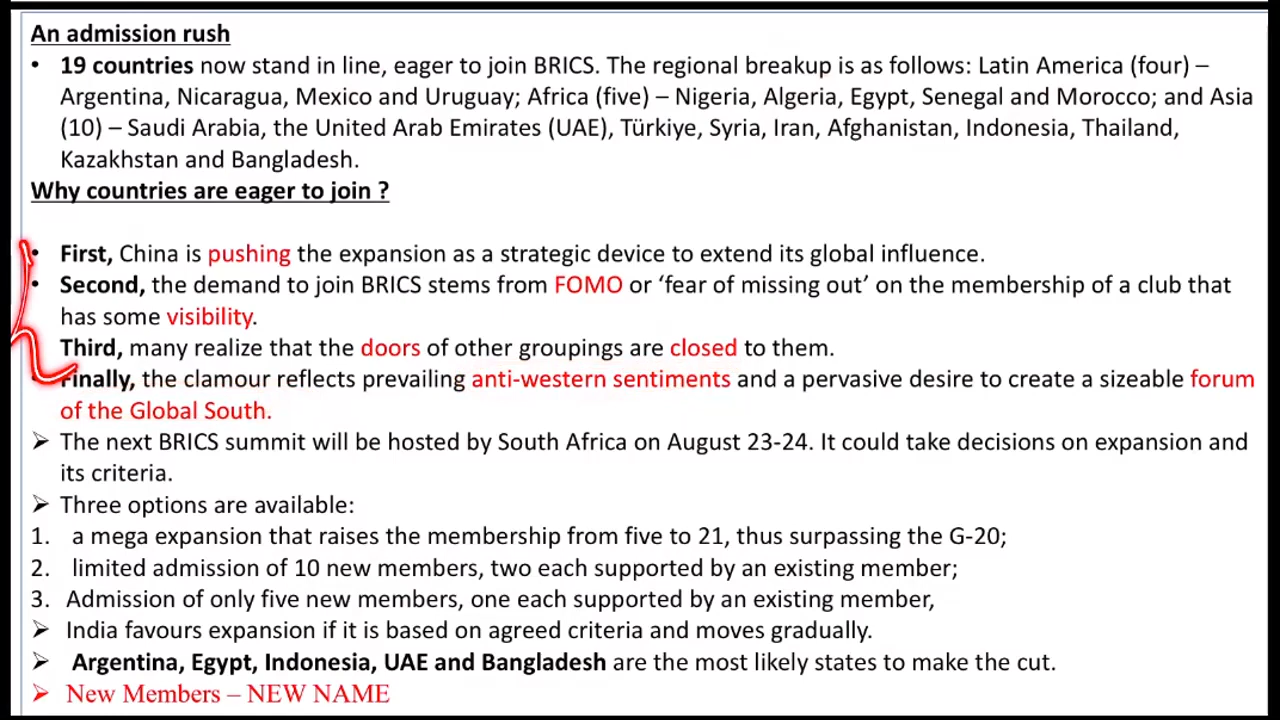 An admission rush
• 19 countries now stand in line, eager to join BRICS. The regional breakup is as follows: Latin America (four) –
Argentina, Nicaragua, Mexico and Uruguay; Africa (five) – Nigeria, Algeria, Egypt, Senegal and Morocco; and Asia
(10) – Saudi Arabia, the United Arab Emirates (UAE), Türkiye, Syria, Iran, Afghanistan, Indonesia, Thailand,
Kazakhstan and Bangladesh.
Why countries are eager to join ?
• First, China is pushing the expansion as a strategic device to extend its global influence.
• Second, the demand to join BRICS stems from FOMO or ‘fear of missing out’ on the membership of a club that
has some visibility.
Third, many realize that the doors of other groupings are closed to them.
• Finally, the clamour reflects prevailing anti-western sentiments and a pervasive desire to create a sizeable forum
of the Global South.
➢ The next BRICS summit will be hosted by South Africa on August 23-24. It could take decisions on expansion and
its criteria.
➢ Three options are available:
1. a mega expansion that raises the membership from five to 21, thus surpassing the G-20;
2. limited admission of 10 new members, two each supported by an existing member;
3. Admission of only five new members, one each supported by an existing member,
➢ India favours expansion if it is based on agreed criteria and moves gradually.
➢ Argentina, Egypt, Indonesia, UAE and Bangladesh are the most likely states to make the cut.
➢ New Members – NEW NAME